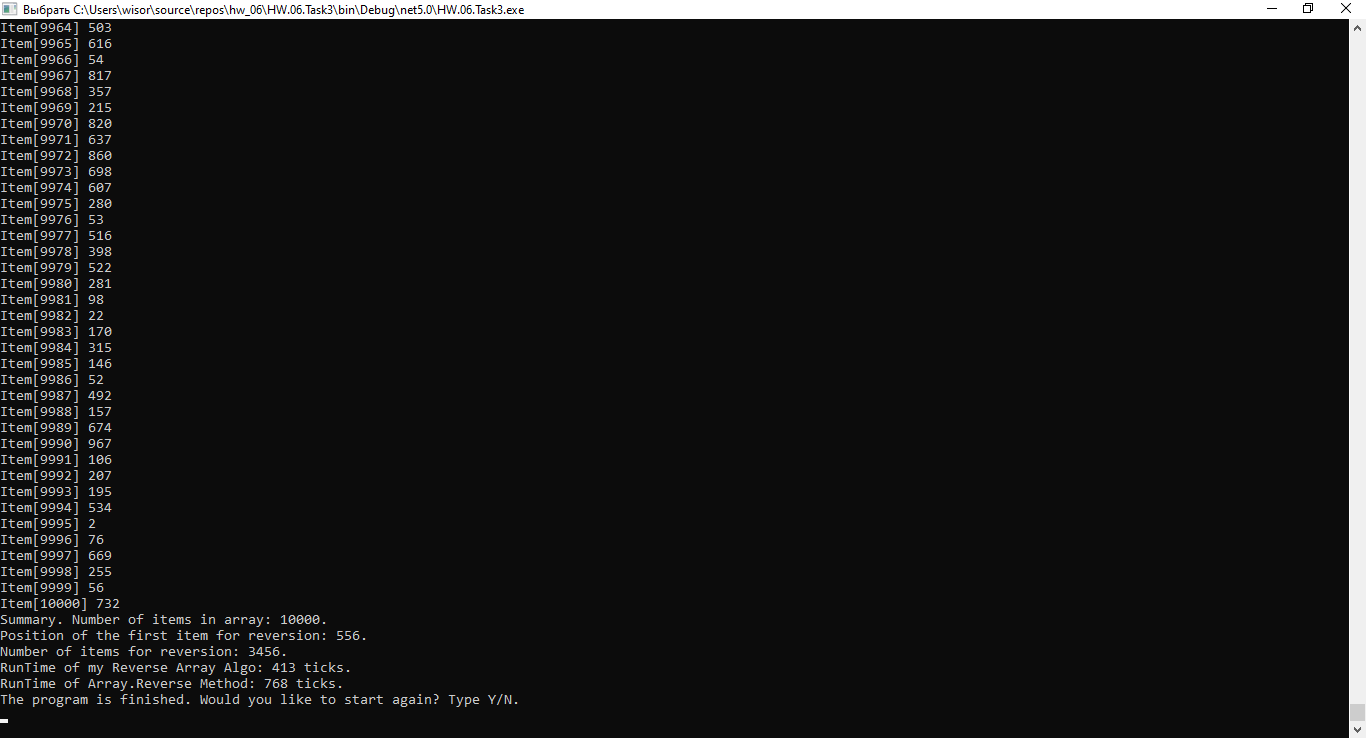 Выбрать C:\Users\wisor\source\repos\hw_06\HW.06.Task3\bin\Debug\net5.0\HW.06.Task3.exe
Item[9964] 503
Item[9965] 616
Item[9966] 54
Item[9967] 817
Item[9968] 357
Item[9969] 215
Item[9970] 820
Item[9971] 637
Item[9972] 860
Item[9973] 698
Item[9974] 607
Item[9975] 280
Item[9976] 53
Item[9977] 516
Item[9978] 398
Item[9979] 522
Item[9980] 281
Item[9981] 98
Item[9982] 22
Item[9983] 170
Item[9984] 315
Item[9985] 146
Item[9986] 52
Item[9987] 492
Item[9988] 157
Item[9989] 674
Item[9990] 967
Item[9991] 106
Item[9992] 207
Item[9993] 195
Item[9994] 534
Item[9995] 2
Item[9996] 76
Item[9997] 669
Item[9998] 255
Item[9999] 56
Item[10000] 732
Summary. Number of items in array: 10000.
Position of the first item for reversion: 556.
Number of items for reversion: 3456.
RunTime of my Reverse Array Algo: 413 ticks.
RunTime of Array.Reverse Method: 768 ticks.
The program is finished. Would you like to start again? Type Y/N.